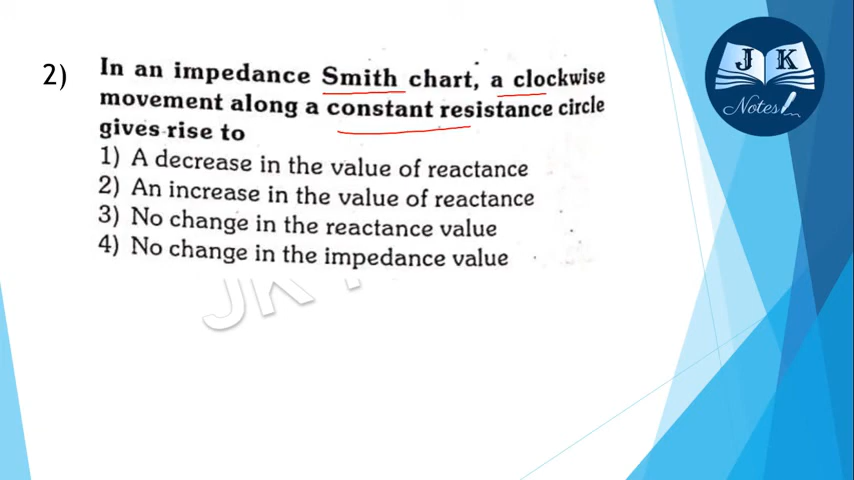 J K
Notes
2) In an impedance Smith chart, a clockwise
movement along a constant resistance circle
gives rise to
1) A decrease in the value of reactance
2) An increase in the value of reactance
3) No change in the reactance value
4) No change in the impedance value
JK